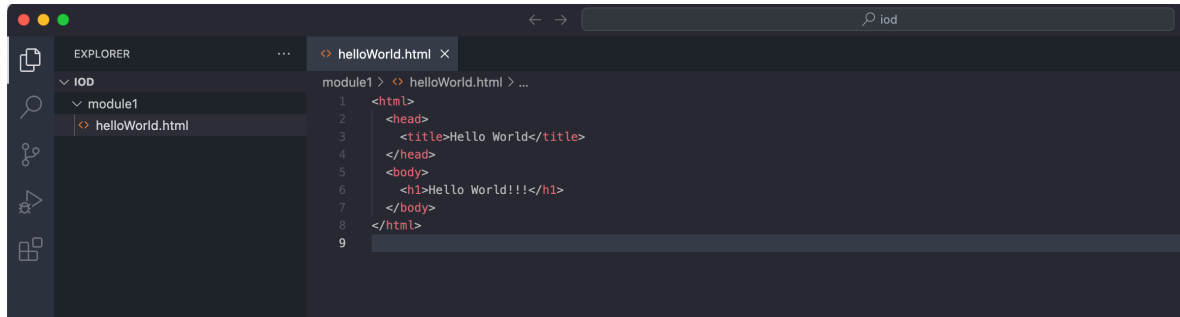 iod
EXPLORER ...
IOD
module1
helloWorld.html
helloWorld.html
module1 > helloWorld.html > ...
1 <html>
2 <head>
3 <title>Hello World</title>
4 </head>
5 <body>
6 <h1>Hello World!!!</h1>
7 </body>
8 </html>
9